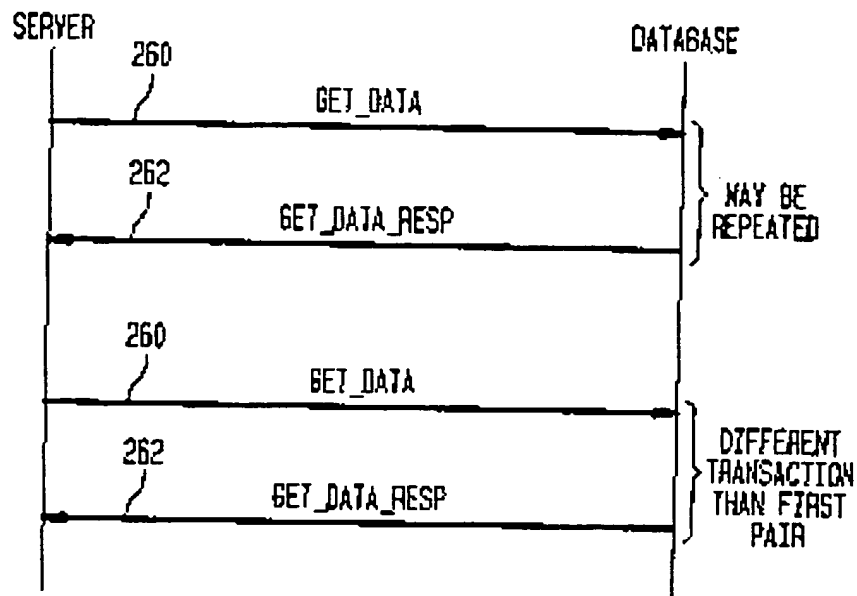 SERVER
DATABASE
260
GET_DATA
262
GET_DATA_RESP
MAY BE
REPEATED
260
GET_DATA
262
GET_DATA_RESP
DIFFERENT
TRANSACTION
THAN FIRST
PAIR